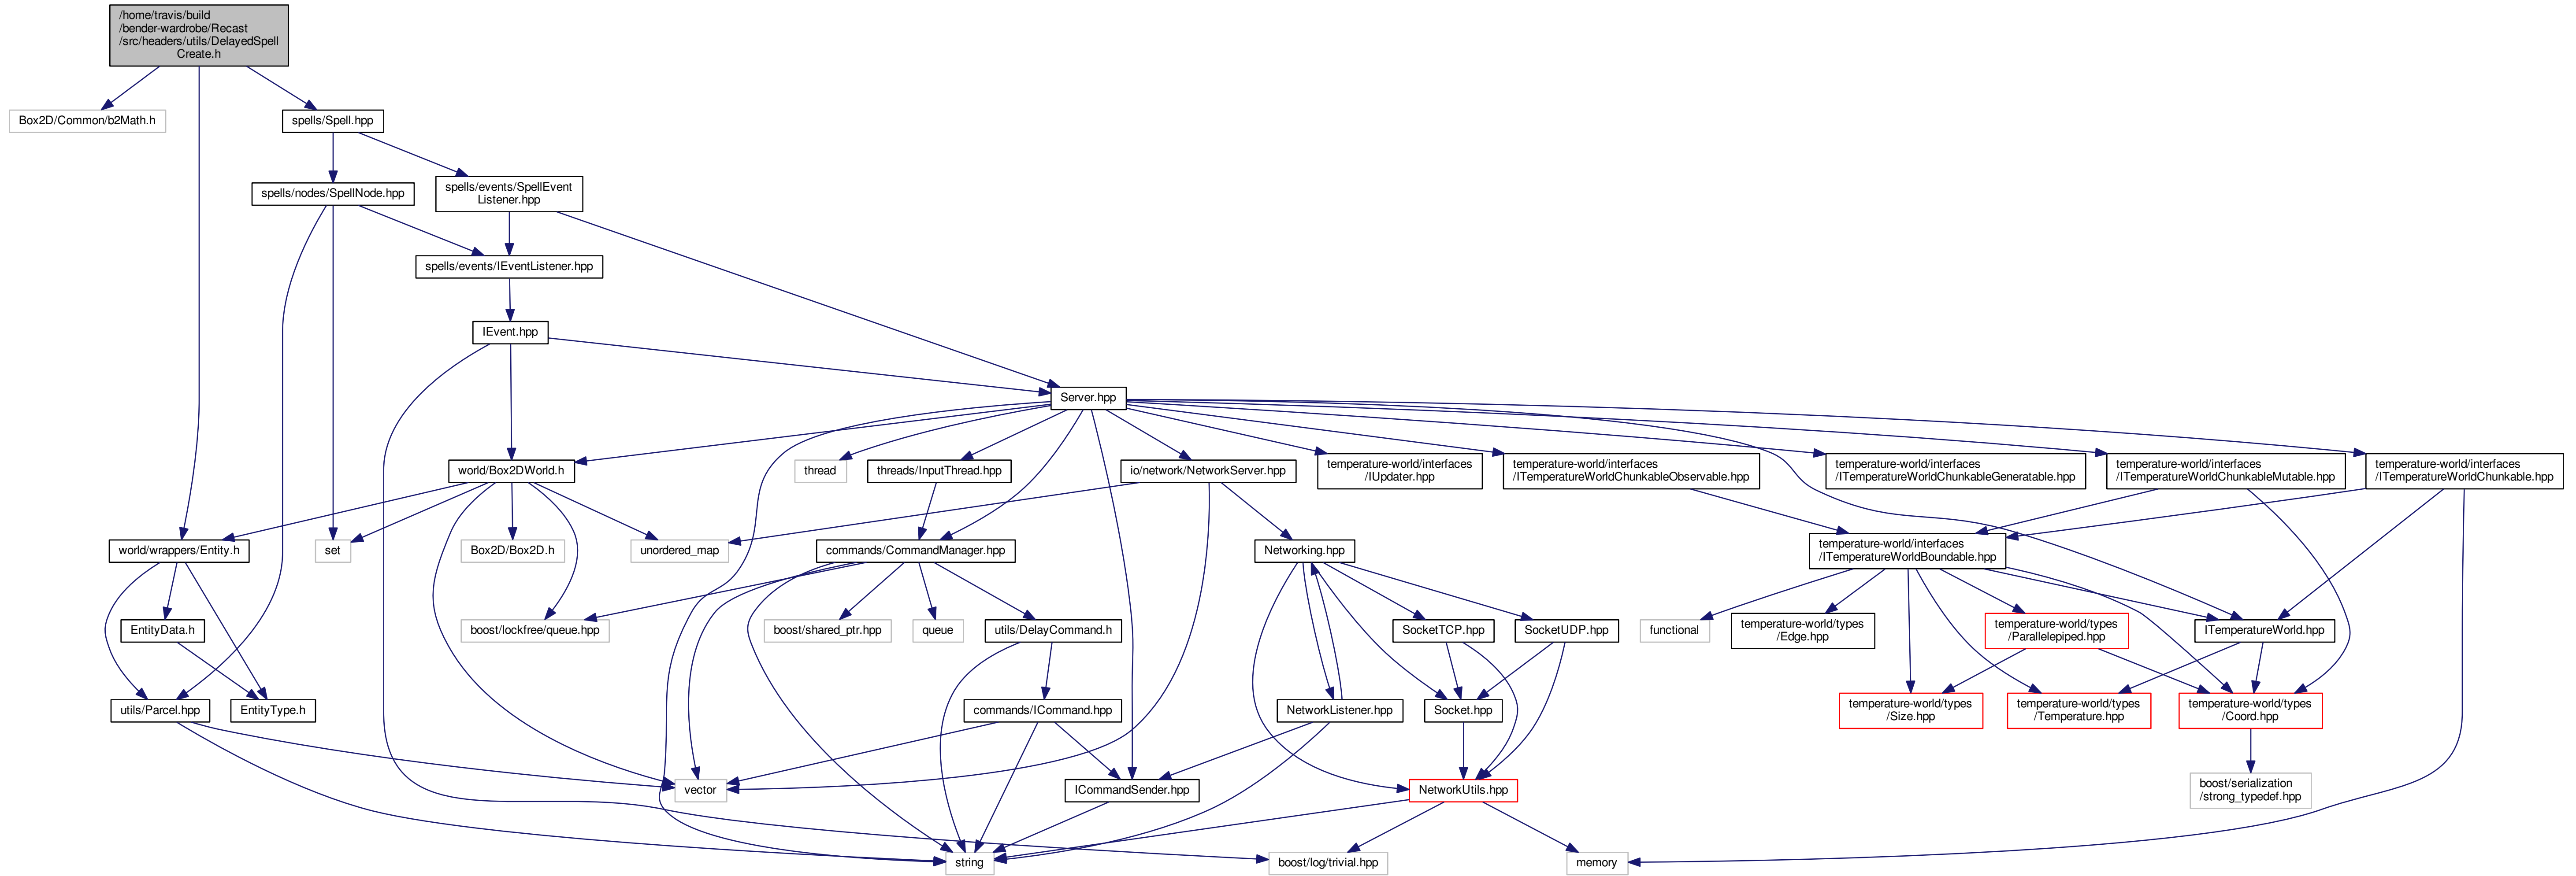 /home/travis/build
/bender-wardrobe/Recast
/src/headers/utils/DelayedSpell
Create.h
Box2D/Common/b2Math.h
spells/Spell.hpp
spells/nodes/SpellNode.hpp
spells/events/SpellEvent
Listener.hpp
spells/events/IEventListener.hpp
IEvent.hpp
Server.hpp
world/Box2DWorld.h
thread
threads/InputThread.hpp
io/network/NetworkServer.hpp
temperature-world/interfaces
/IUpdater.hpp
temperature-world/interfaces
/ITemperatureWorldChunkableObservable.hpp
temperature-world/interfaces
/ITemperatureWorldChunkableGeneratable.hpp
temperature-world/interfaces
/ITemperatureWorldChunkableMutable.hpp
temperature-world/interfaces
/ITemperatureWorldChunkable.hpp
world/wrappers/Entity.h
set
Box2D/Box2D.h
unordered_map
commands/CommandManager.hpp
Networking.hpp
temperature-world/interfaces
/ITemperatureWorldBoundable.hpp
EntityData.h
boost/lockfree/queue.hpp
boost/shared_ptr.hpp
queue
utils/DelayCommand.h
SocketTCP.hpp
SocketUDP.hpp
functional
temperature-world/types
/Edge.hpp
temperature-world/types
/Parallelepiped.hpp
ITemperatureWorld.hpp
utils/Parcel.hpp
EntityType.h
commands/ICommand.hpp
NetworkListener.hpp
Socket.hpp
temperature-world/types
/Size.hpp
temperature-world/types
/Temperature.hpp
temperature-world/types
/Coord.hpp
vector
ICommandSender.hpp
NetworkUtils.hpp
boost/serialization
/strong_typedef.hpp
string
boost/log/trivial.hpp
memory